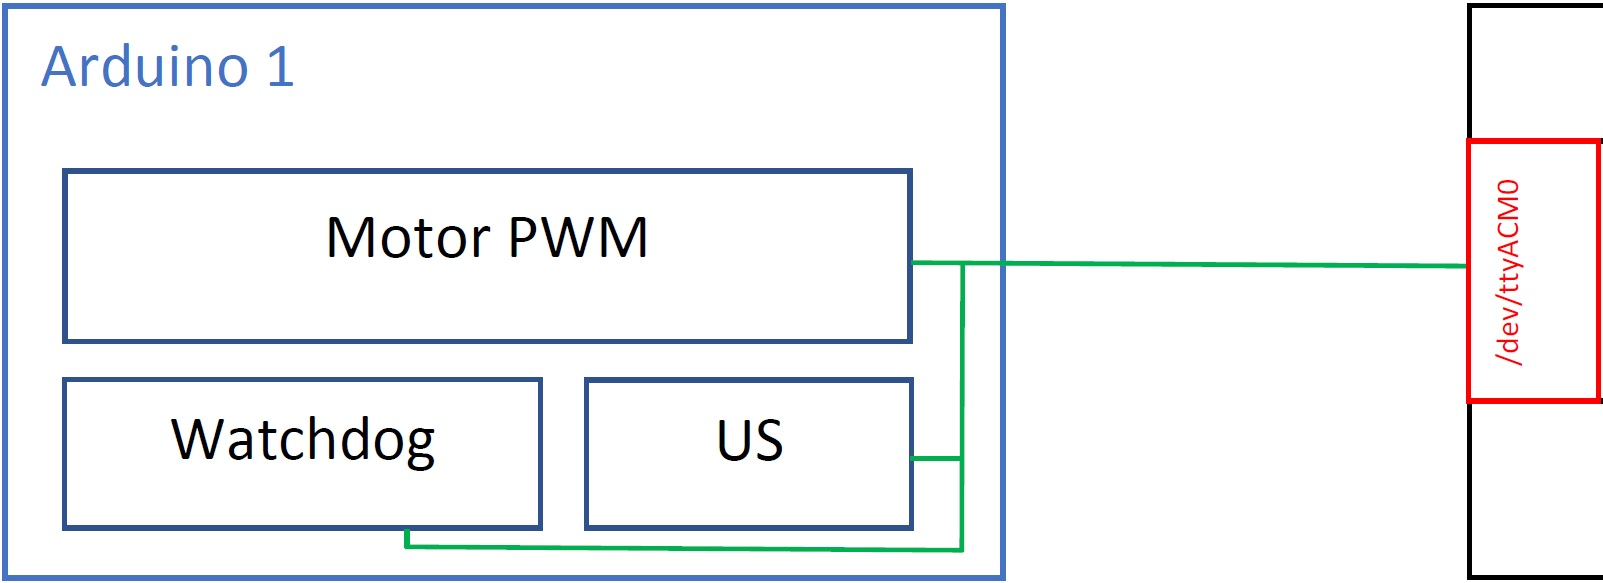 Arduino 1
Motor PWM
/dev/ttyACM0
Watchdog
US